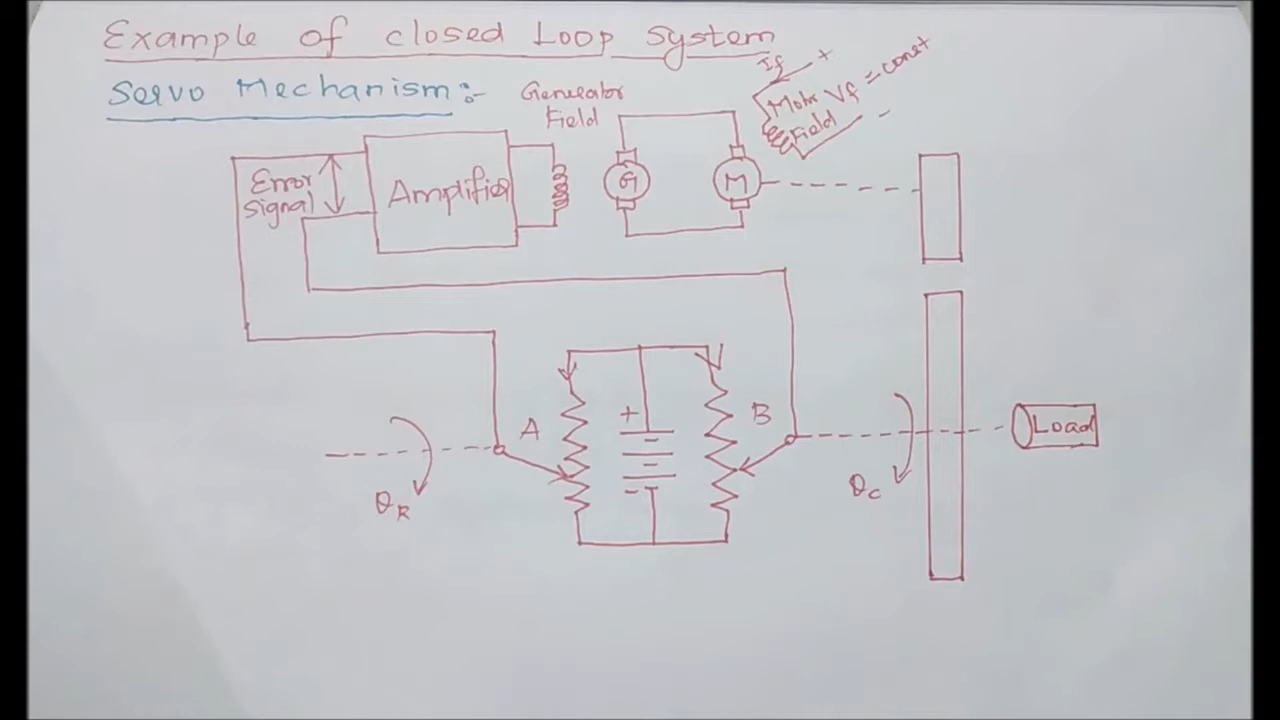 Example of closed Loop System
Servo Mechanism :-
Generator
Field
If
+
Motor Vf = const
Field
-
Error
Signal
Amplifier
G
M
A
+
-
B
θR
θC
Load